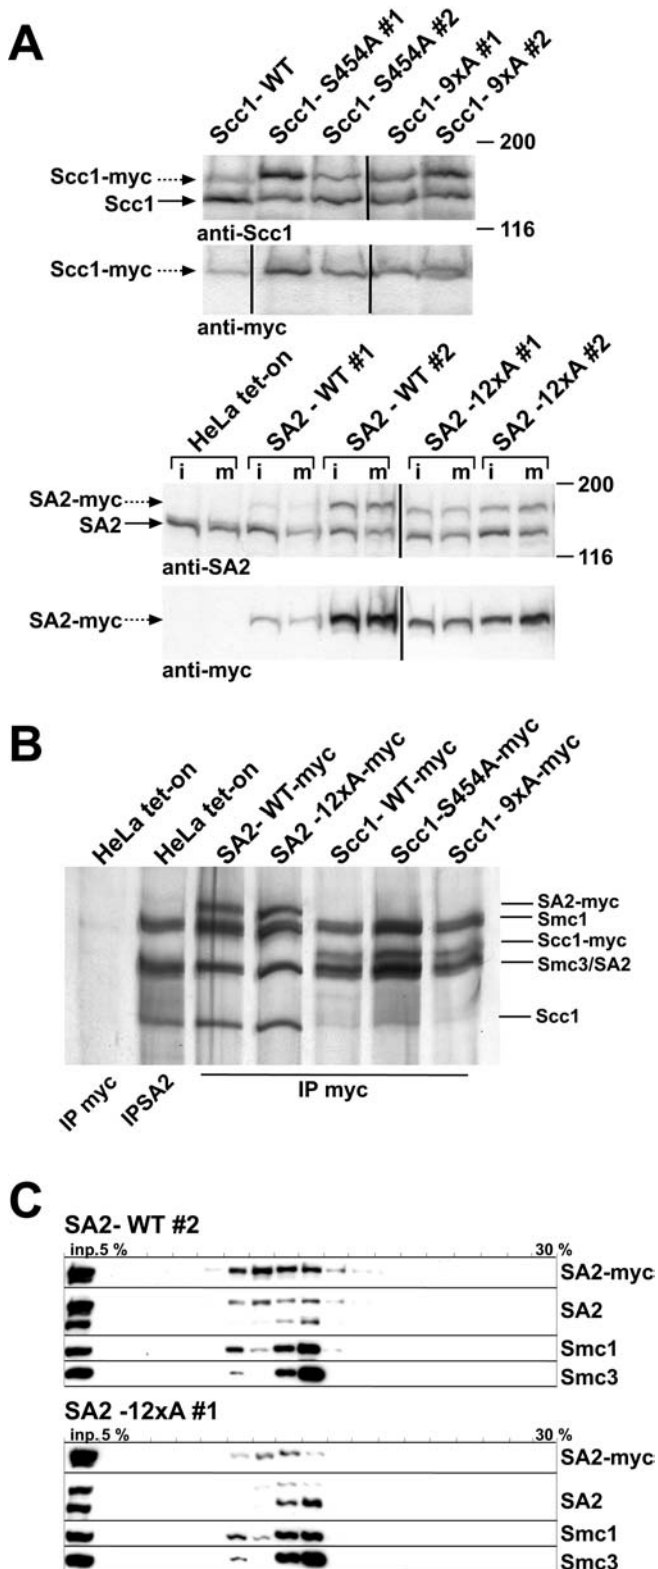 A
Scc1- WT
Scc1- S454A #1
Scc1- S454A #2
Scc1- 9xA #1
Scc1- 9xA #2
200
Scc1-myc
Scc1
116
anti-Scc1
Scc1-myc
anti-myc
HeLa tet-on
SA2 - WT #1
SA2 - WT #2
SA2 -12xA #1
SA2 -12xA #2
i m i m i m i m i m
200
SA2-myc
SA2
116
anti-SA2
SA2-myc
anti-myc
B
HeLa tet-on
HeLa tet-on
SA2- WT-myc
SA2 -12xA-myc
Scc1- WT-myc
Scc1-S454A-myc
Scc1- 9xA-myc
SA2-myc
Smc1
Scc1-myc
Smc3/SA2
Scc1
IP myc
IPSA2
IP myc
C
SA2- WT #2
inp.5 % 30 %
SA2-myc
SA2
Smc1
Smc3
SA2 -12xA #1
inp. 5 % 30 %
SA2-myc
SA2
Smc1
Smc3